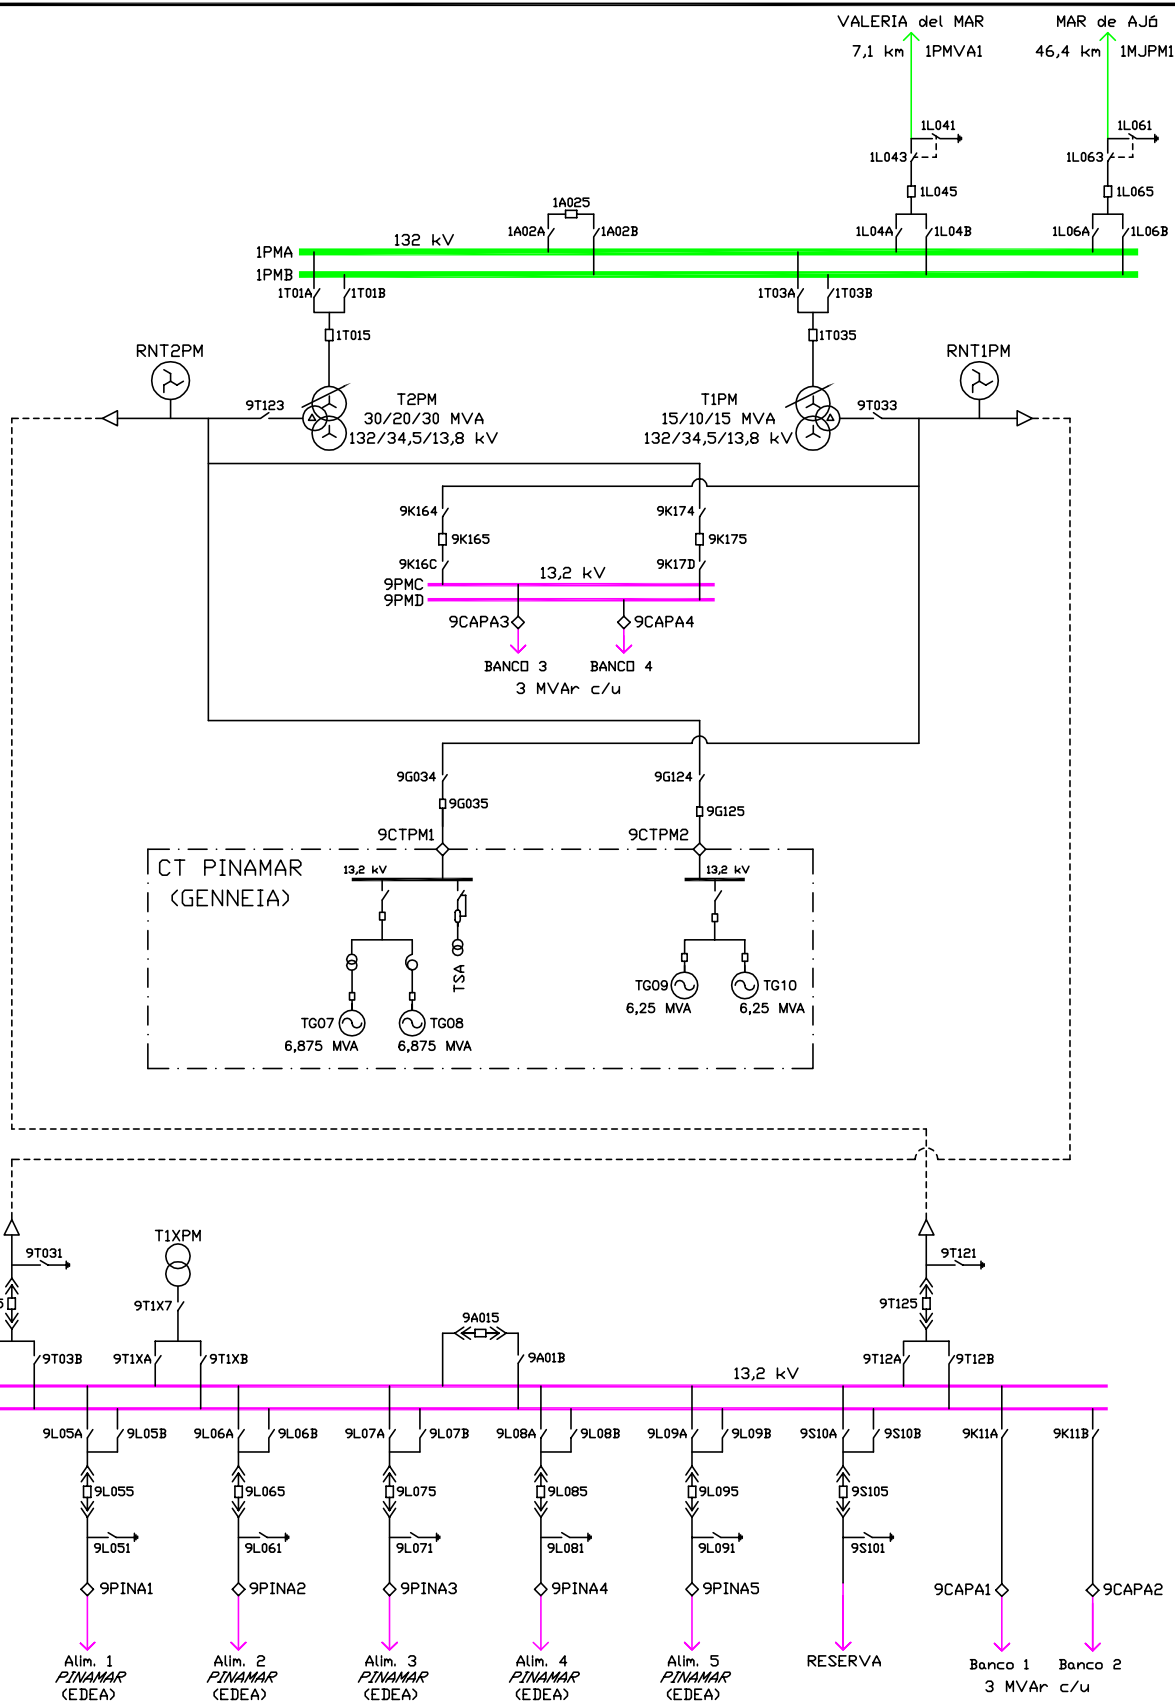 VALERIA del MAR
MAR de AJó
7,1 km 1PMVA1
46,4 km 1MJPM1
1L041
1L061
1L043
1L063
1L045
1L065
1A025
1A02A
1A02B
1L04A
1L04B
1L06A
1L06B
132 kV
1PMA
1PMB
1T01A
1T01B
1T03A
1T03B
1T015
1T035
RNT2PM
RNT1PM
9T123
T2PM
30/20/30 MVA
132/34,5/13,8 kV
T1PM
15/10/15 MVA
132/34,5/13,8 kV
9T033
9K164
9K174
9K165
9K175
9K16C
9K17D
13,2 kV
9PMC
9PMD
9CAPA3
9CAPA4
BANCO 3
BANCO 4
3 MVAr c/u
9G034
9G124
9G035
9G125
9CTPM1
9CTPM2
CT PINAMAR
(GENNEIA)
13,2 kV
13,2 kV
TSA
TG09
TG10
6,25 MVA
6,25 MVA
TG07
TG08
6,875 MVA
6,875 MVA
T1XPM
9T031
9T121
9T1X7
5
9A015
9T125
9T03B
9T1XA
9T1XB
9A01B
9T12A
9T12B
13,2 kV
9L05A
9L05B
9L06A
9L06B
9L07A
9L07B
9L08A
9L08B
9L09A
9L09B
9S10A
9S10B
9K11A
9K11B
9L055
9L065
9L075
9L085
9L095
9S105
9L051
9L061
9L071
9L081
9L091
9S101
9PINA1
9PINA2
9PINA3
9PINA4
9PINA5
9CAPA1
9CAPA2
Alim. 1
PINAMAR
(EDEA)
Alim. 2
PINAMAR
(EDEA)
Alim. 3
PINAMAR
(EDEA)
Alim. 4
PINAMAR
(EDEA)
Alim. 5
PINAMAR
(EDEA)
RESERVA
Banco 1
Banco 2
3 MVAr c/u